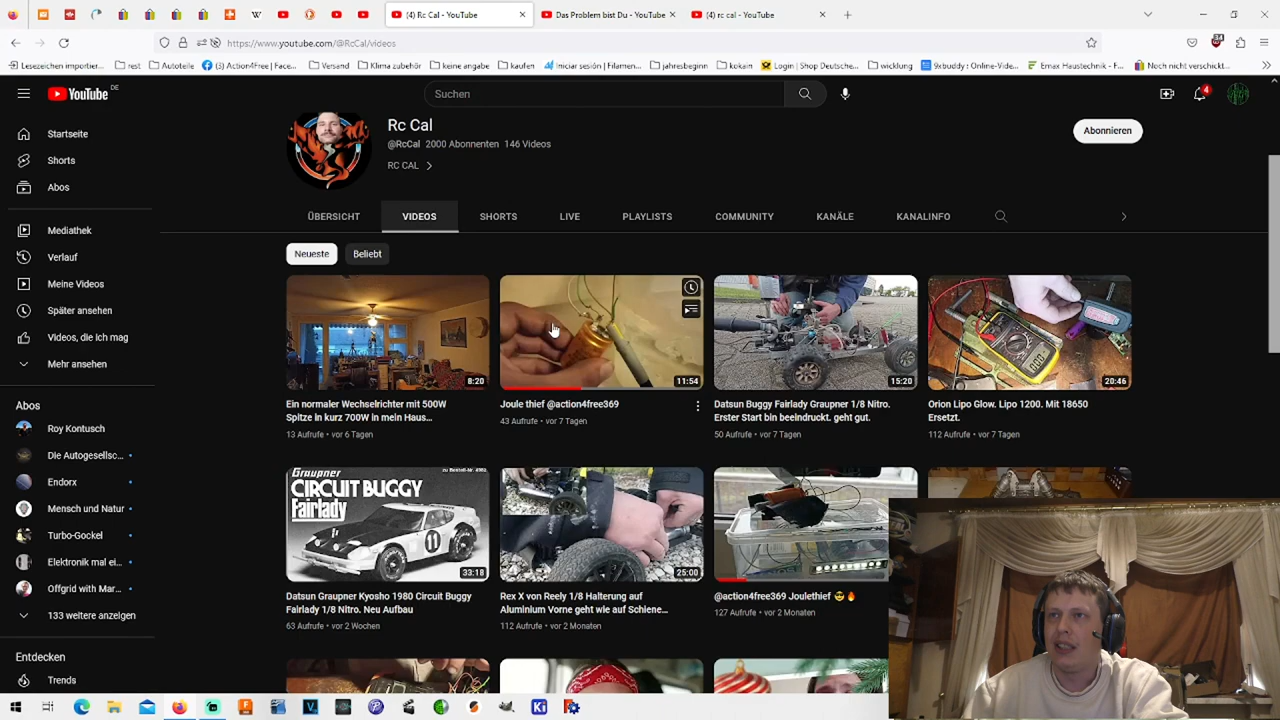 (4) Rc Cal - YouTube
Das Problem bist Du - YouTube
(4) rc cal - YouTube
https://www.youtube.com/@RcCal/videos
34
Lesezeichen importier...
rest
Autoteile
(3) Action4Free | Face...
Versand
Klima zubehör
keine angabe
kaufen
Iniciar sesión | Filamen...
jahresbeginn
kokain
Login | Shop Deutsche...
wicklung
9xbuddy : Online-Vide...
Emax Haustechnik - F...
Noch nicht verschickt...
YouTube DE
Suchen
4
Rc Cal
@RcCal 2000 Abonnenten 146 Videos
RC CAL
Abonnieren
Startseite
Shorts
Abos
Mediathek
Verlauf
Meine Videos
Später ansehen
Videos, die ich mag
Mehr ansehen
Abos
Roy Kontusch
Die Autogesellsc...
Endorx
Mensch und Natur
Turbo-Gockel
Elektronik mal ei...
Offgrid with Mar...
133 weitere anzeigen
Entdecken
Trends
ÜBERSICHT
VIDEOS
SHORTS
LIVE
PLAYLISTS
COMMUNITY
KANÄLE
KANALINFO
Neueste
Beliebt
8:20
Ein normaler Wechselrichter mit 500W
Spitze in kurz 700W in mein Haus...
13 Aufrufe • vor 6 Tagen
11:54
Joule thief @action4free369
43 Aufrufe • vor 7 Tagen
15:20
Datsun Buggy Fairlady Graupner 1/8 Nitro.
Erster Start bin beeindruckt. geht gut.
50 Aufrufe • vor 7 Tagen
20:46
Orion Lipo Glow. Lipo 1200. Mit 18650
Ersetzt.
112 Aufrufe • vor 7 Tagen
Graupner
CIRCUIT BUGGY
Fairlady
11
33:18
Datsun Graupner Kyosho 1980 Circuit Buggy
Fairlady 1/8 Nitro. Neu Aufbau
63 Aufrufe • vor 2 Wochen
25:00
Rex X von Reely 1/8 Halterung auf
Aluminium Vorne geht wie auf Schiene...
112 Aufrufe • vor 2 Monaten
@action4free369 Joulethief 😎🔥
127 Aufrufe • vor 2 Monaten